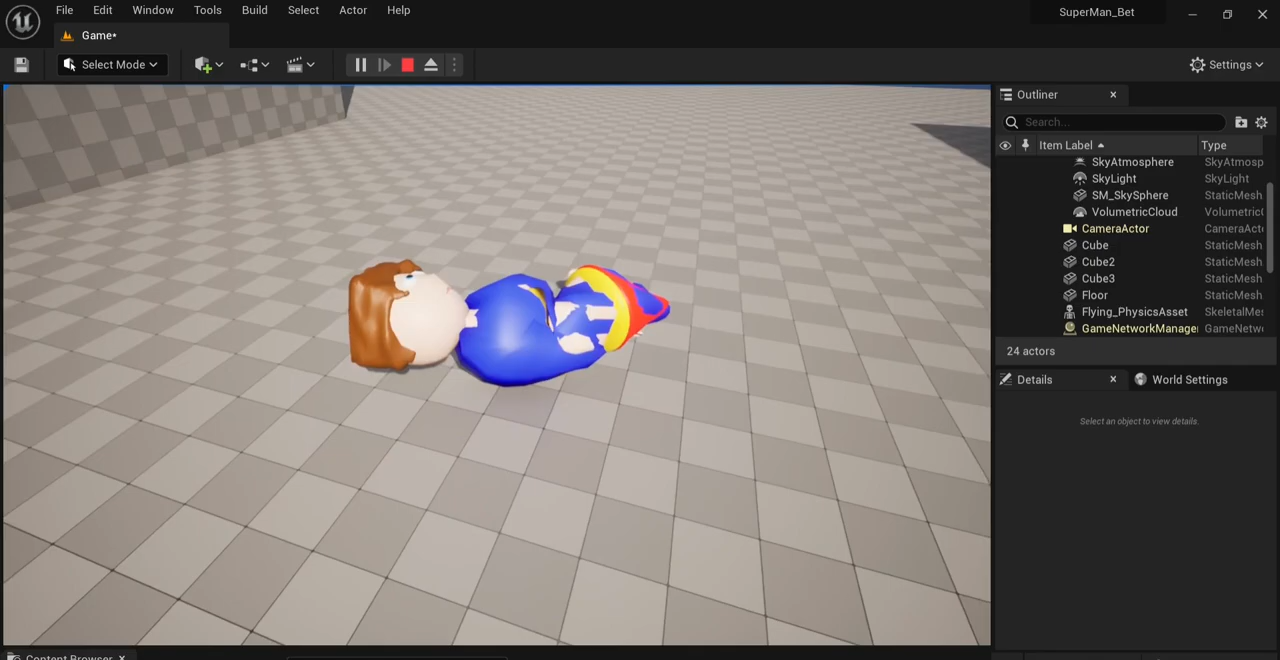 File Edit Window Tools Build Select Actor Help
SuperMan_Bet
Game*
Select Mode
Settings
Outliner
Search...
Item Label Type
SkyAtmosphere SkyAtmosp
SkyLight SkyLight
SM_SkySphere StaticMesh
VolumetricCloud Volumetric(
CameraActor CameraAct
Cube StaticMesh
Cube2 StaticMesh
Cube3 StaticMesh
Floor StaticMesh
Flying_PhysicsAsset SkeletalMe
GameNetworkManage GameNetw
24 actors
Details World Settings
Select an object to view details.
Content Browser